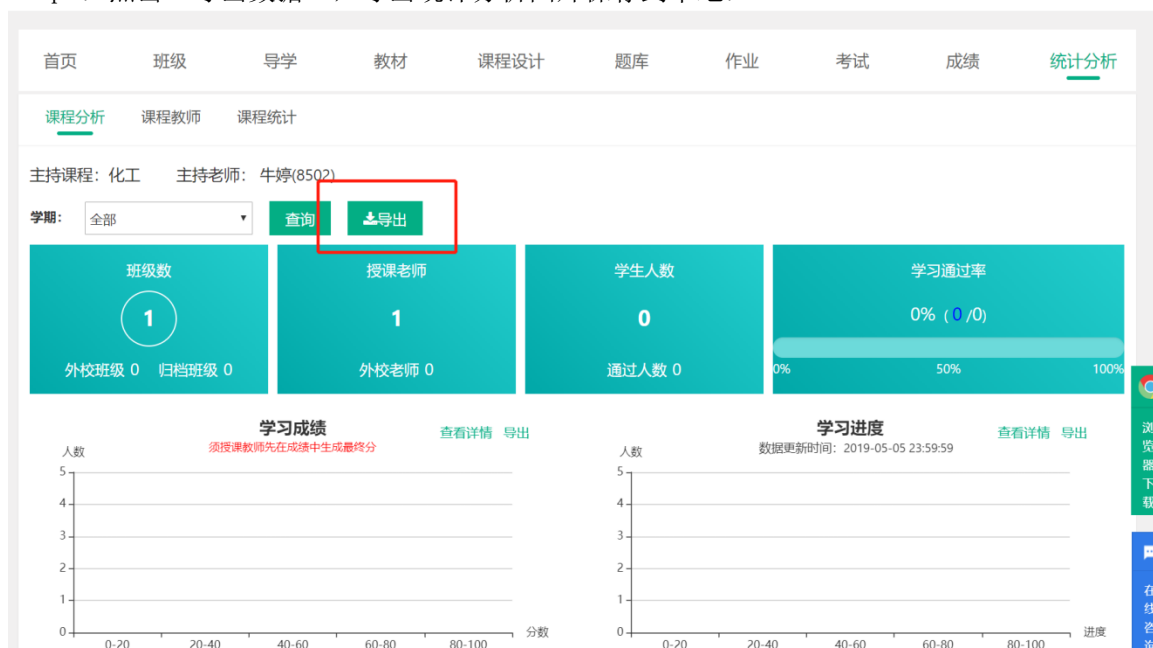 首页 班级 导学 教材 课程设计 题库 作业 考试 成绩 统计分析
课程分析 课程教师 课程统计
主持课程：化工 主持老师： 牛婷(8502)
学期： 全部 查询 导出
班级数 授课老师 学生人数 学习通过率
1 1 0 0% ( 0 /0)
外校班级 0 归档班级 0 外校老师 0 通过人数 0 0% 50% 100%
学习成绩 查看详情 导出
须授课教师先在成绩中生成最终分
人数
5
4
3
2
1
0
0-20 20-40 40-60 60-80 80-100 分数
学习进度 查看详情 导出
数据更新时间：2019-05-05 23:59:59
人数
5
4
3
2
1
0
0-20 20-40 40-60 60-80 80-100 进度
浏
览
器
下
载
在
线
咨